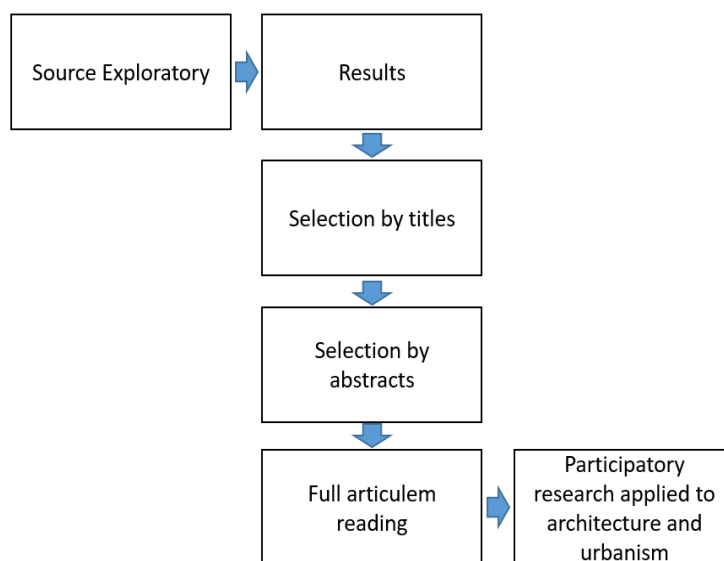 Source Exploratory
Results
Selection by titles
Selection by
abstracts
Full articulem
reading
Participatory
research applied to
architecture and
urbanism